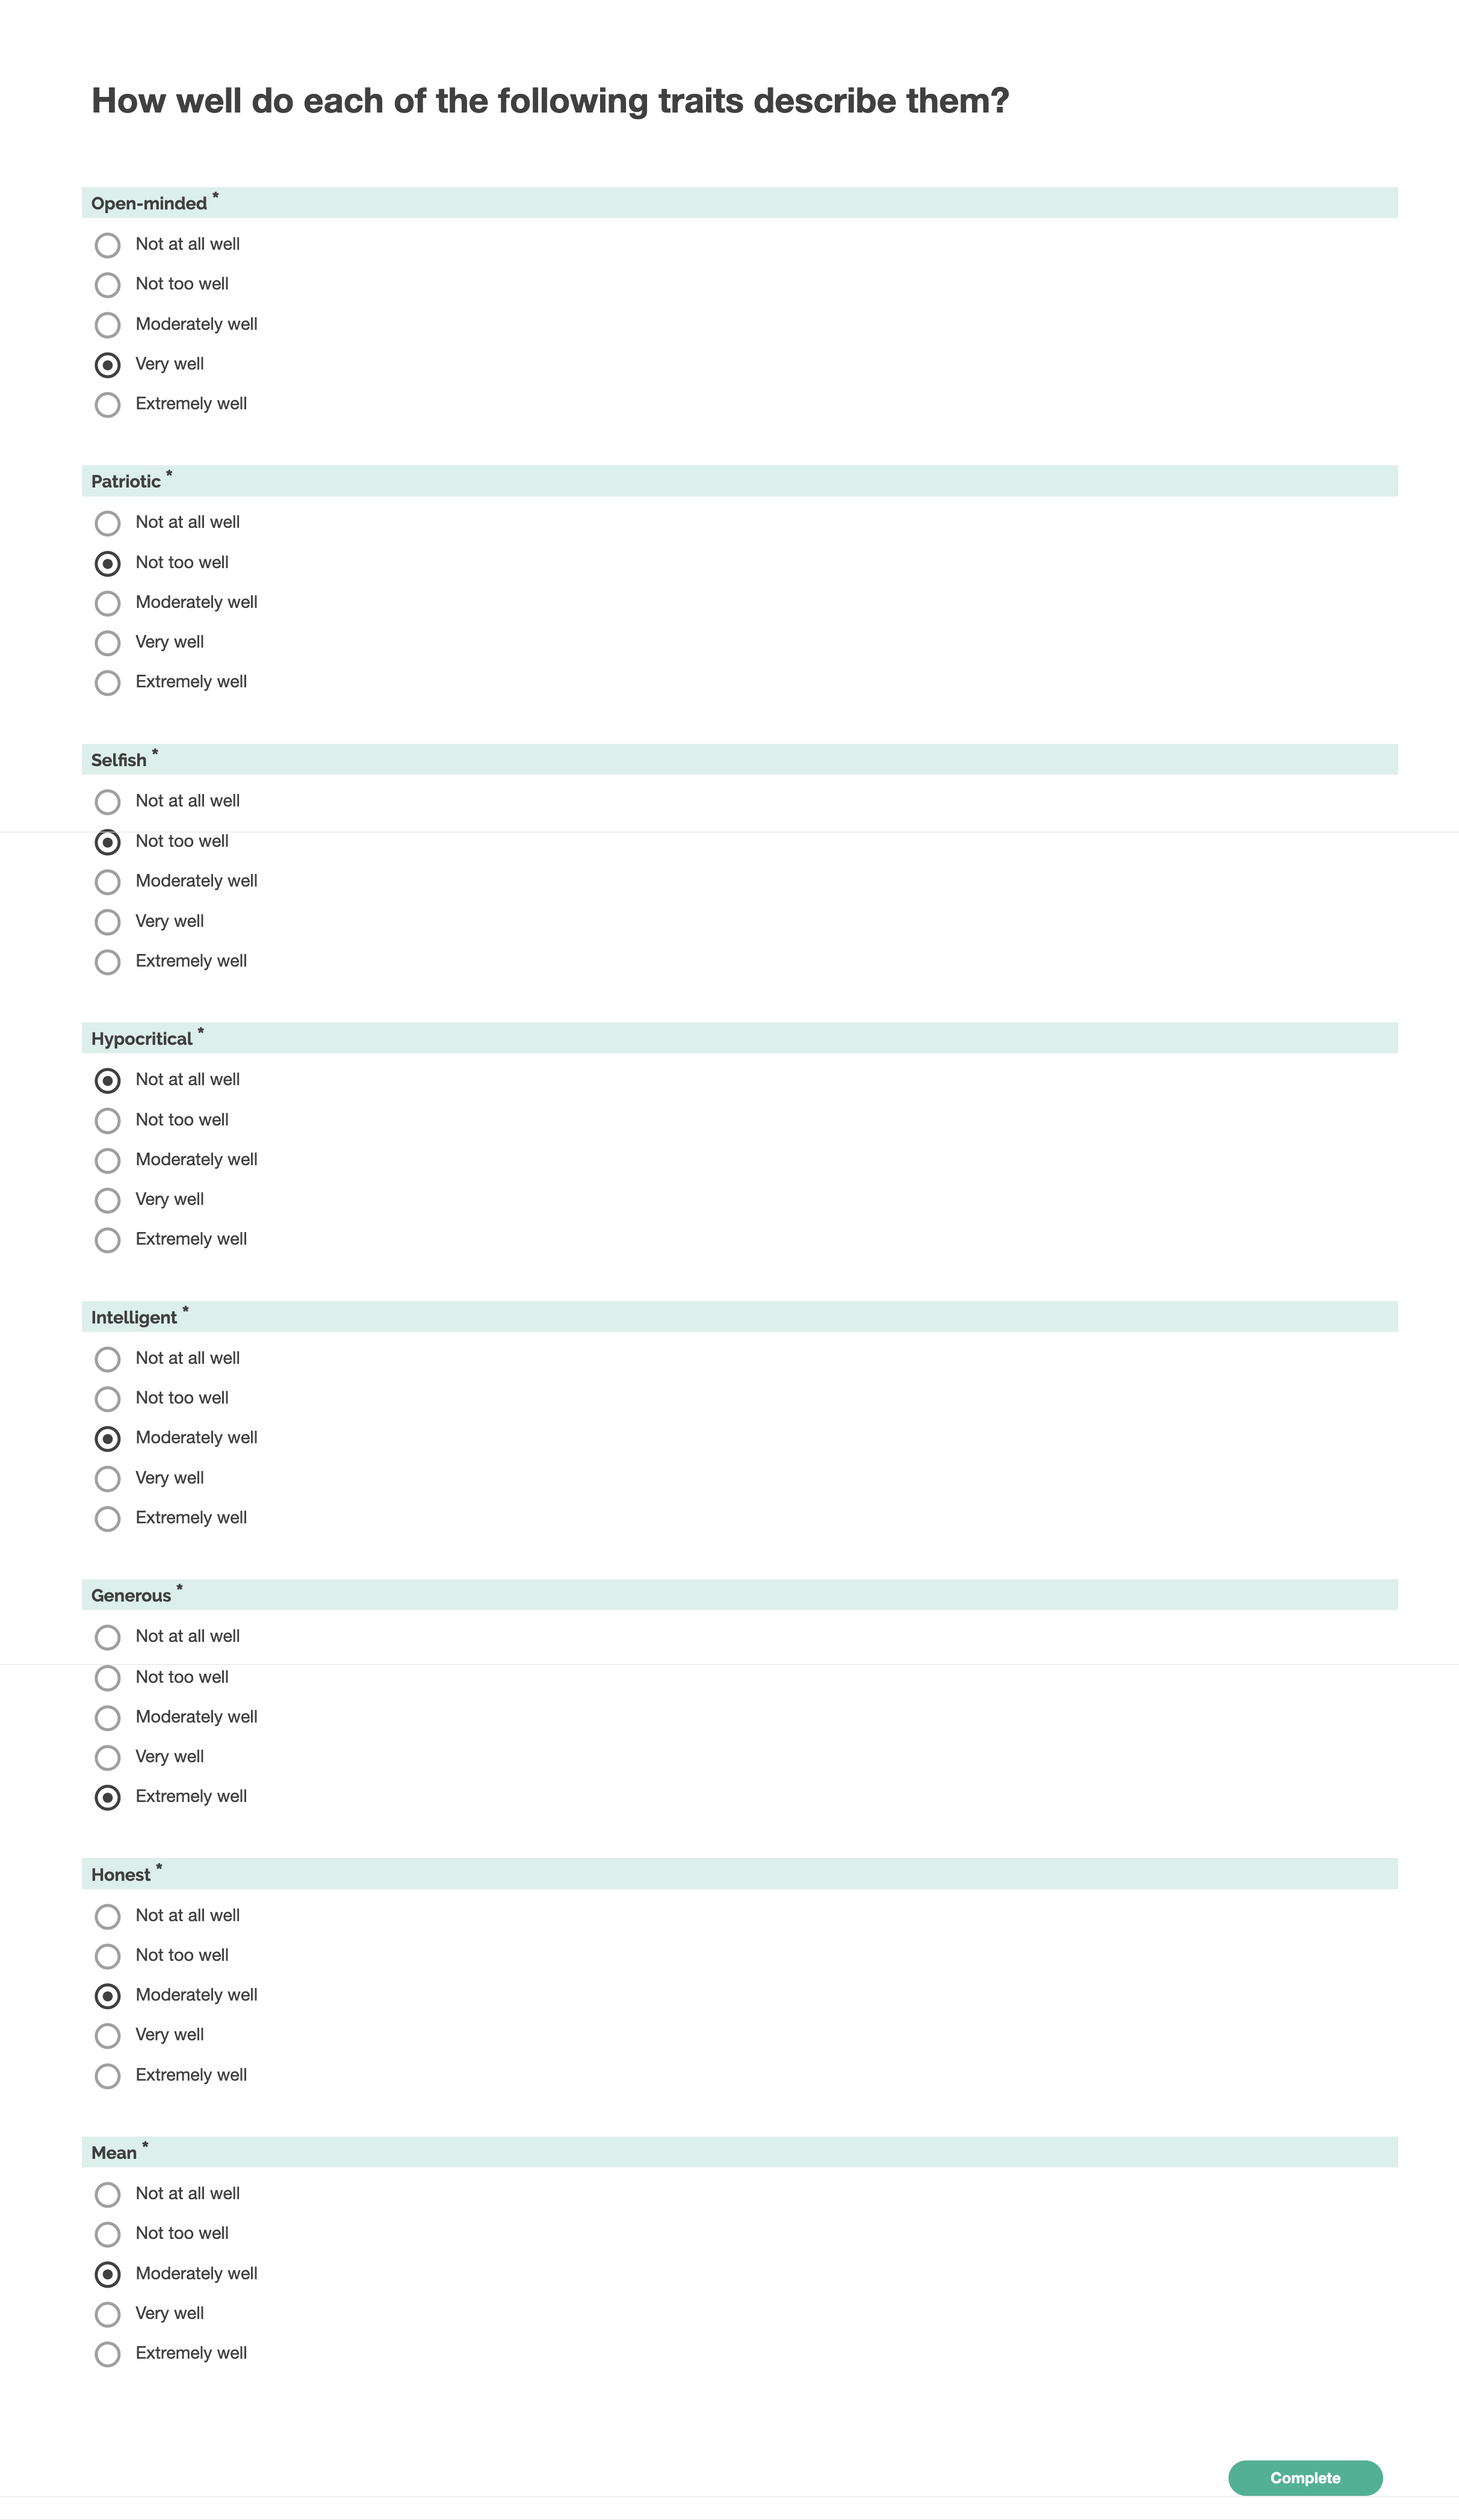 How well do each of the following traits describe them?
Open-minded *
Not at all well
Not too well
Moderately well
Very well
Extremely well
Patriotic *
Not at all well
Not too well
Moderately well
Very well
Extremely well
Selfish *
Not at all well
Not too well
Moderately well
Very well
Extremely well
Hypocritical *
Not at all well
Not too well
Moderately well
Very well
Extremely well
Intelligent *
Not at all well
Not too well
Moderately well
Very well
Extremely well
Generous *
Not at all well
Not too well
Moderately well
Very well
Extremely well
Honest *
Not at all well
Not too well
Moderately well
Very well
Extremely well
Mean *
Not at all well
Not too well
Moderately well
Very well
Extremely well
Complete